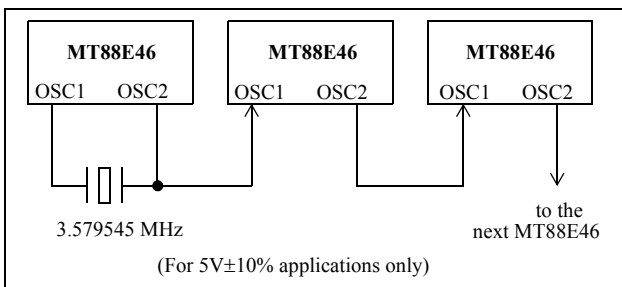 MT88E46 MT88E46 MT88E46
OSC1 OSC2 OSC1 OSC2 OSC1 OSC2
3.579545 MHz
to the
next MT88E46
(For 5V±10% applications only)